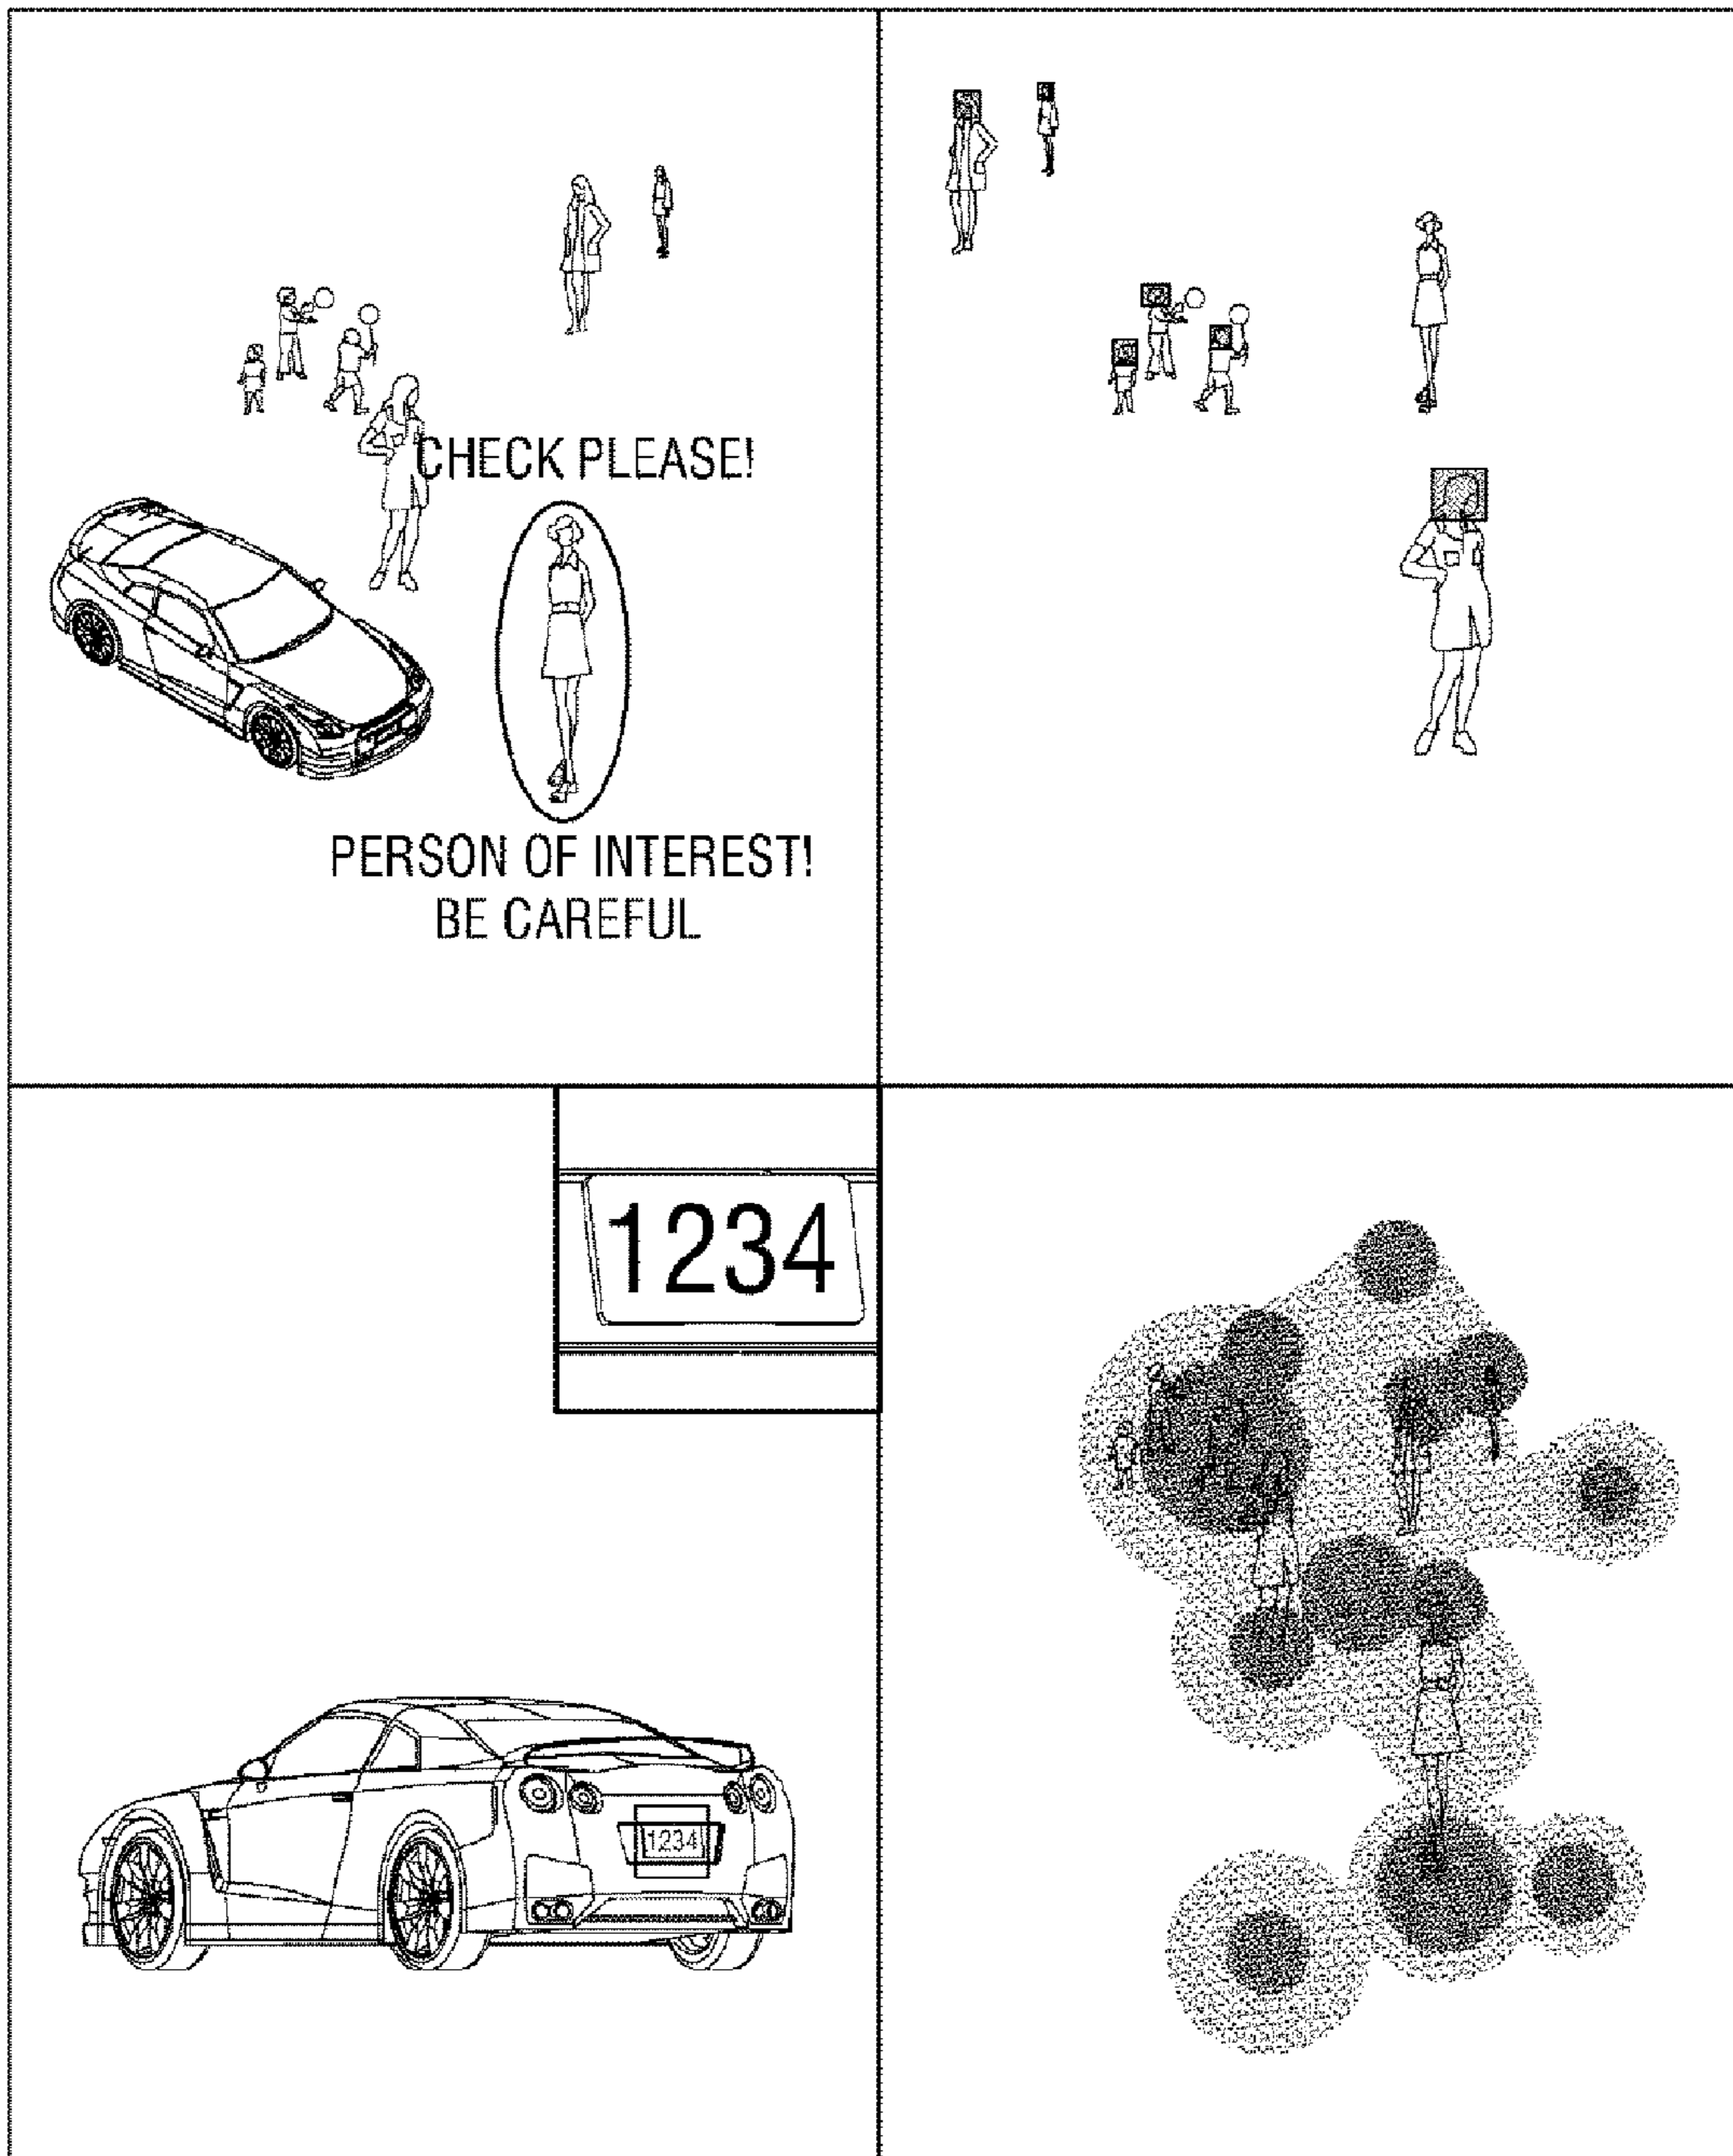 CHECK PLEASE!
PERSON OF INTEREST!
BE CAREFUL
1234
1234